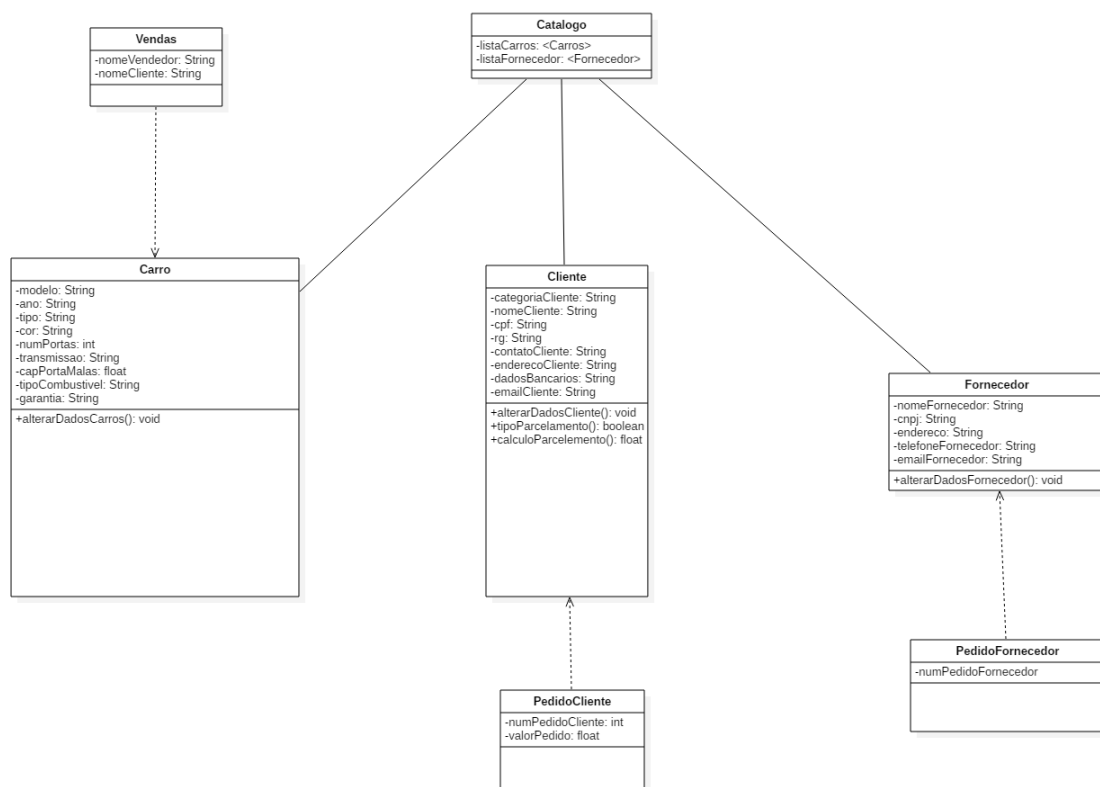 Vendas
-nomeVendedor: String
-nomeCliente: String
Catalogo
-listaCarros: <Carros>
-listaFornecedor: <Fornecedor>
Carro
-modelo: String
-ano: String
-tipo: String
-cor: String
-numPortas: int
-transmissao: String
-capPortaMalas: float
-tipoCombustivel: String
-garantia: String
+alterarDadosCarros(): void
Cliente
-categoriaCliente: String
-nomeCliente: String
-cpf: String
-rg: String
-contatoCliente: String
-enderecoCliente: String
-dadosBancarios: String
-emailCliente: String
+alterarDadosCliente(): void
+tipoParcelamento(): boolean
+calculoParcelemento(): float
Fornecedor
-nomeFornecedor: String
-cnpj: String
-endereco: String
-telefoneFornecedor: String
-emailFornecedor: String
+alterarDadosFornecedor(): void
PedidoCliente
-numPedidoCliente: int
-valorPedido: float
PedidoFornecedor
-numPedidoFornecedor